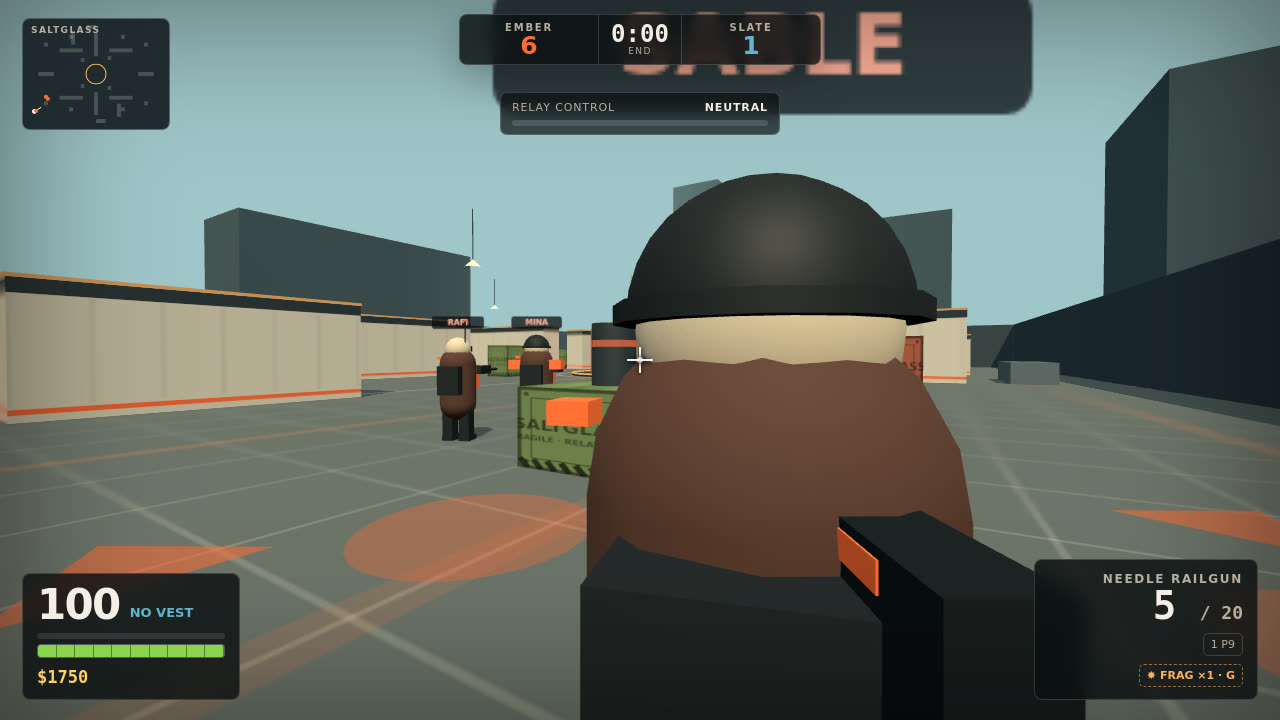 SALTGLASS
EMBER
6
0:00
END
SLATE
1
RELAY CONTROL
NEUTRAL
RAFI
MINA
100 NO VEST
$1750
NEEDLE RAILGUN
5 / 20
1 P9
✸ FRAG ×1 · G